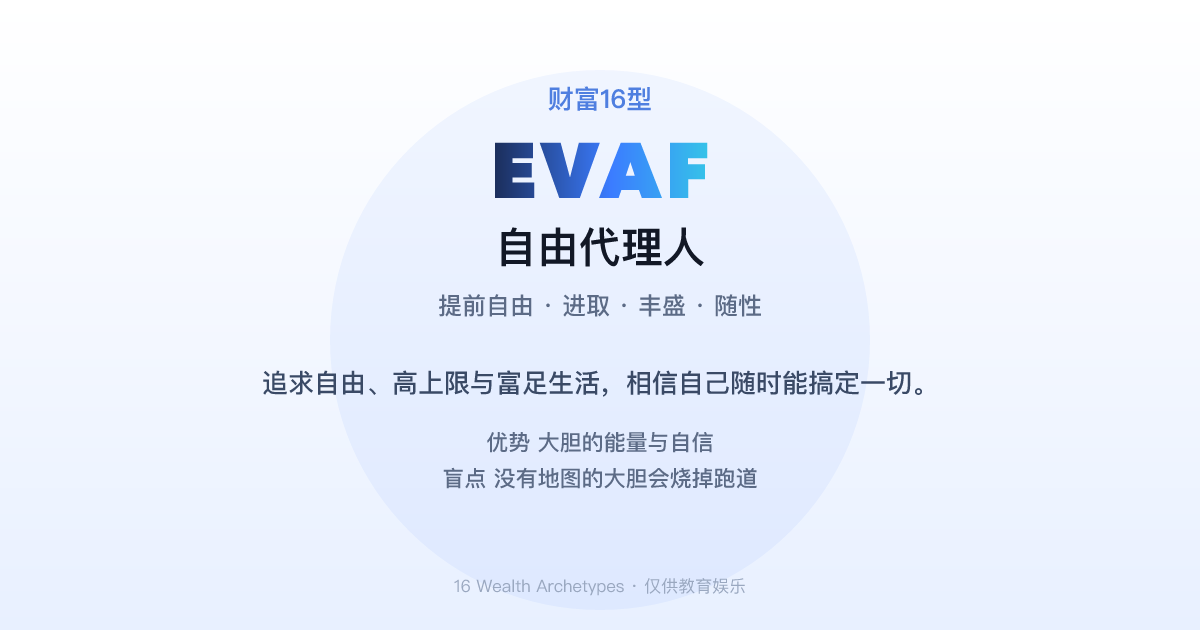 财富16型
EVAF
自由代理人
提前自由 · 进取 · 丰盛 · 随性
追求自由、高上限与富足生活，相信自己随时能搞定一切。
优势 大胆的能量与自信
盲点 没有地图的大胆会烧掉跑道
16 Wealth Archetypes · 仅供教育娱乐